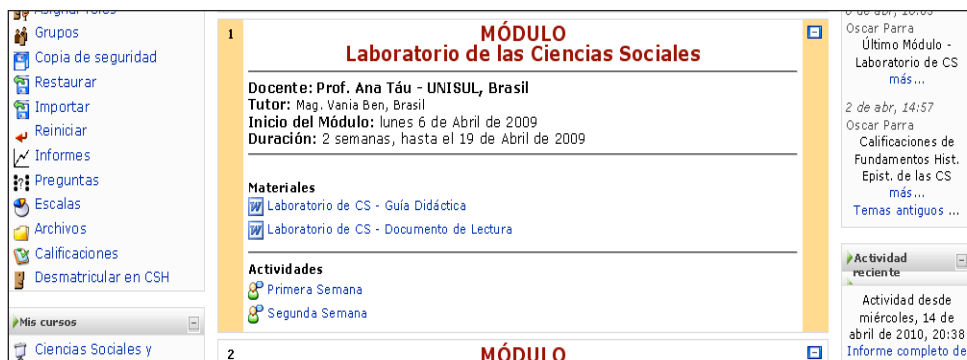 Asignar roles
Grupos
Copia de seguridad
Restaurar
Importar
Reiniciar
Informes
Preguntas
Escalas
Archivos
Calificaciones
Desmatricular en CSH
Mis cursos
Ciencias Sociales y
1
MÓDULO
Laboratorio de las Ciencias Sociales
Docente: Prof. Ana Táu - UNISUL, Brasil
Tutor: Mag. Vania Ben, Brasil
Inicio del Módulo: lunes 6 de Abril de 2009
Duración: 2 semanas, hasta el 19 de Abril de 2009
Materiales
Laboratorio de CS - Guía Didáctica
Laboratorio de CS - Documento de Lectura
Actividades
Primera Semana
Segunda Semana
2
MÓDULO
Oscar Parra
Último Módulo -
Laboratorio de CS
más...
2 de abr, 14:57
Oscar Parra
Calificaciones de
Fundamentos Hist.
Epist. de las CS
más...
Temas antiguos ...
Actividad
reciente
Actividad desde
miércoles, 14 de
abril de 2010, 20:38
Informe completo de